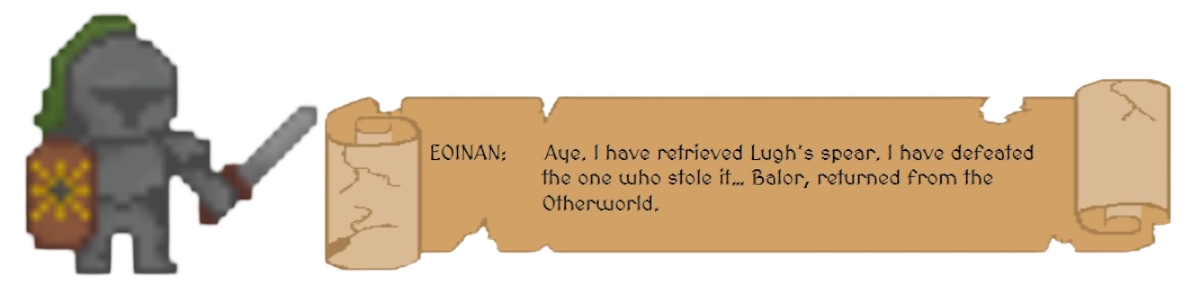 EOINAN: Aye. I have retrieved Lugh's spear. I have defeated
the one who stole it... Balor, returned from the
Otherworld.